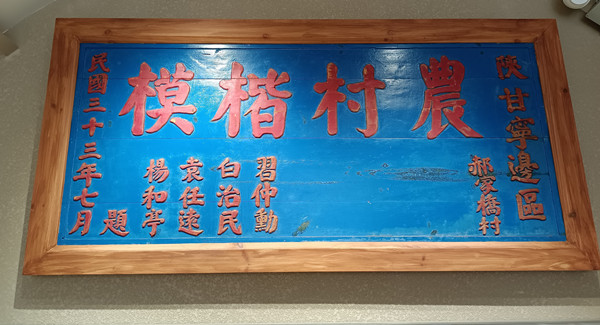 陝甘寧邊區
郝家橋村
農村楷模
習仲勳
白治民
袁任遠
楊和亭
題
民國三十三年七月